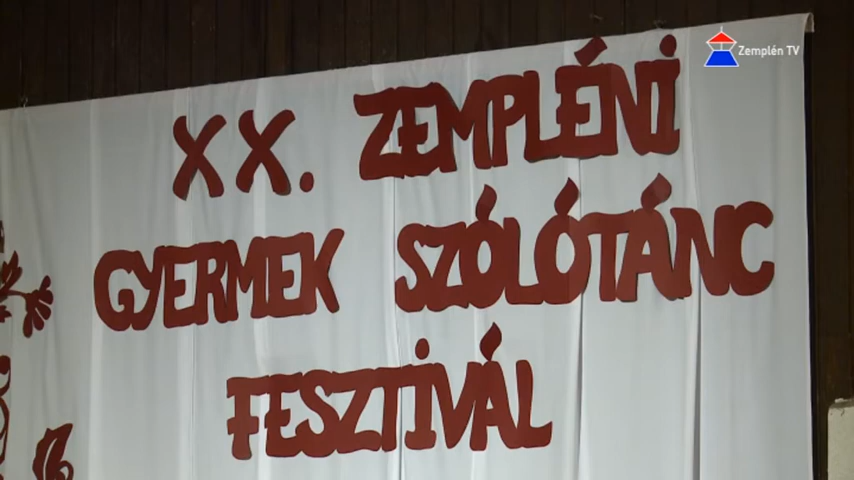 Zemplén TV
XX. ZEMPLÉNI
GYERMEK SZÓLÓTÁNC
FESZTIVÁL